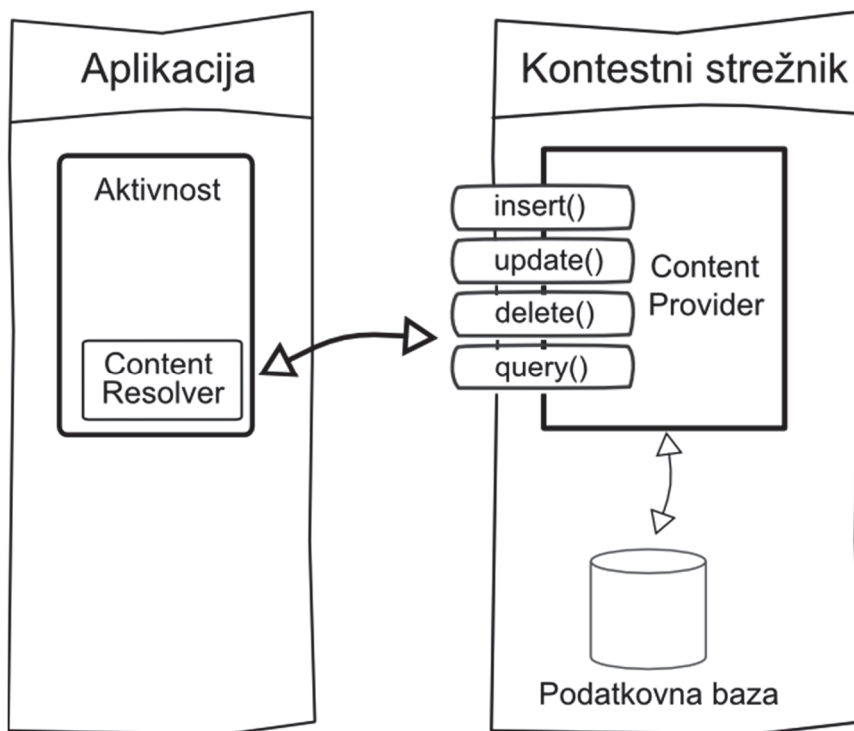 Aplikacija
Aktivnost
Content
Resolver
Kontestni strežnik
insert()
update()
delete()
query()
Content
Provider
Podatkovna baza